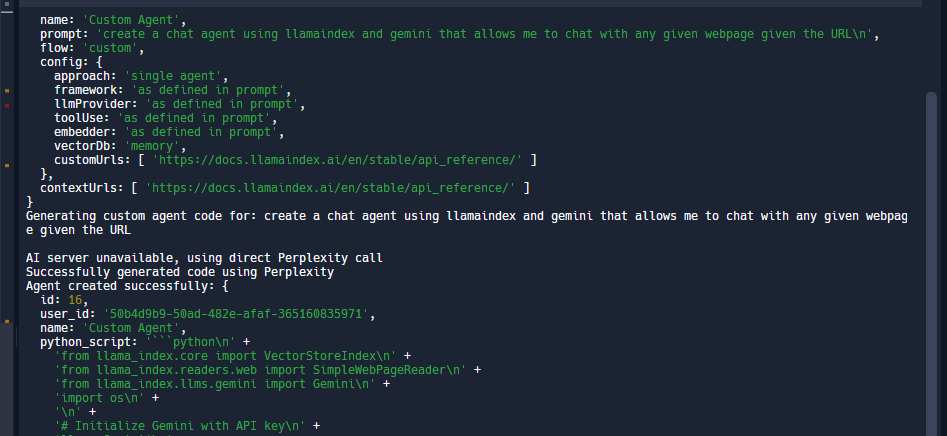 name: 'Custom Agent',
prompt: 'create a chat agent using llamaindex and gemini that allows me to chat with any given webpage given the URL\n',
flow: 'custom',
config: {
approach: 'single agent',
framework: 'as defined in prompt',
llmProvider: 'as defined in prompt',
toolUse: 'as defined in prompt',
embedder: 'as defined in prompt',
vectorDb: 'memory',
customUrls: [ 'https://docs.llamaindex.ai/en/stable/api_reference/' ]
},
contextUrls: [ 'https://docs.llamaindex.ai/en/stable/api_reference/' ]
}
Generating custom agent code for: create a chat agent using llamaindex and gemini that allows me to chat with any given webpag
e given the URL
AI server unavailable, using direct Perplexity call
Successfully generated code using Perplexity
Agent created successfully: {
id: 16,
user_id: '50b4d9b9-50ad-482e-afaf-365160835971',
name: 'Custom Agent',
python_script: '```python\n' +
'from llama_index.core import VectorStoreIndex\n' +
'from llama_index.readers.web import SimpleWebPageReader\n' +
'from llama_index.llms.gemini import Gemini\n' +
'import os\n' +
'\n' +
'# Initialize Gemini with API key\n' +